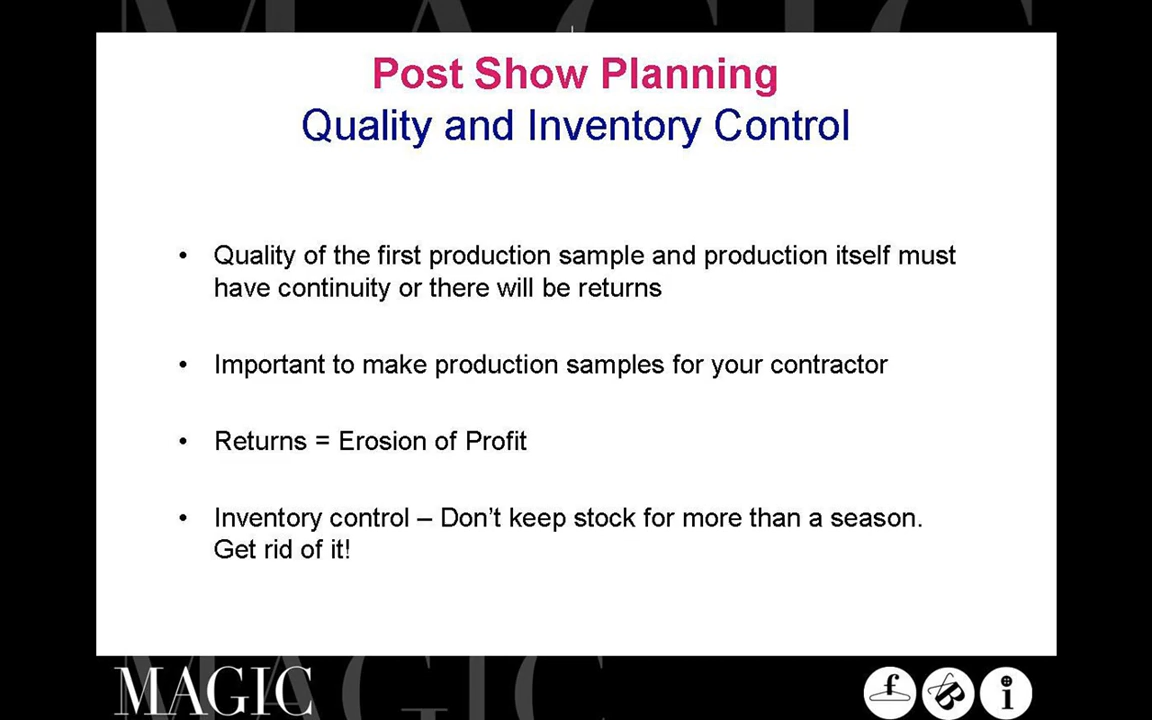 Post Show Planning
Quality and Inventory Control
• Quality of the first production sample and production itself must
have continuity or there will be returns
• Important to make production samples for your contractor
• Returns = Erosion of Profit
• Inventory control – Don't keep stock for more than a season.
Get rid of it!
MAGIC
f B i